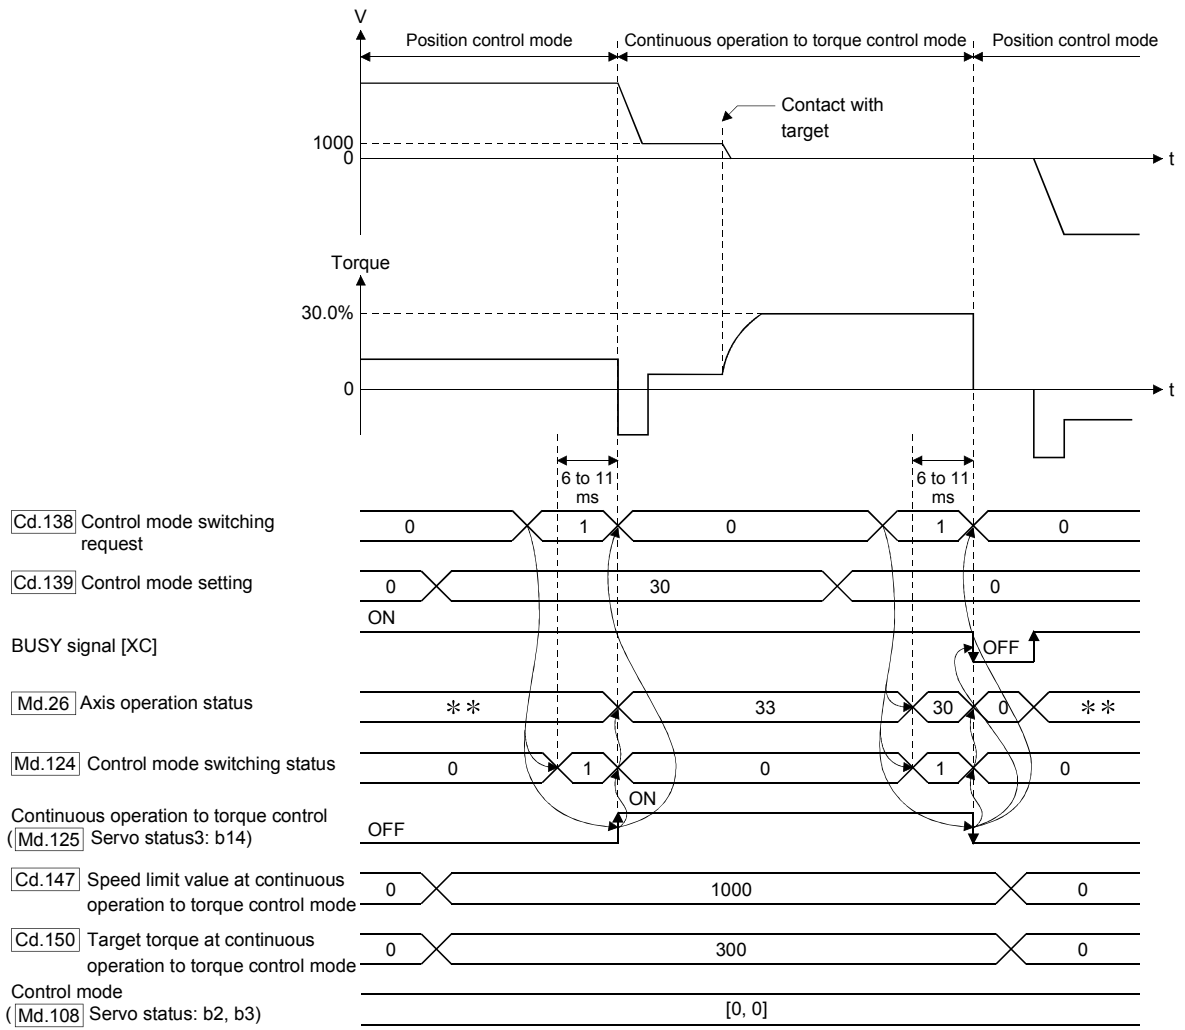 V
Position control mode
Continuous operation to torque control mode
Position control mode
Contact with
target
1000
0
t
Torque
30.0%
0
t
6 to 11
ms
6 to 11
ms
Cd.138 Control mode switching
request
0 1 0 1 0
Cd.139 Control mode setting
0 30 0
ON
BUSY signal [XC]
OFF
Md.26 Axis operation status
** 33 30 0 **
Md.124 Control mode switching status
0 1 0 1 0
ON
Continuous operation to torque control
( Md.125 Servo status3: b14)
OFF
Cd.147 Speed limit value at continuous
operation to torque control mode
0 1000 0
Cd.150 Target torque at continuous
operation to torque control mode
0 300 0
Control mode
( Md.108 Servo status: b2, b3)
[0, 0]